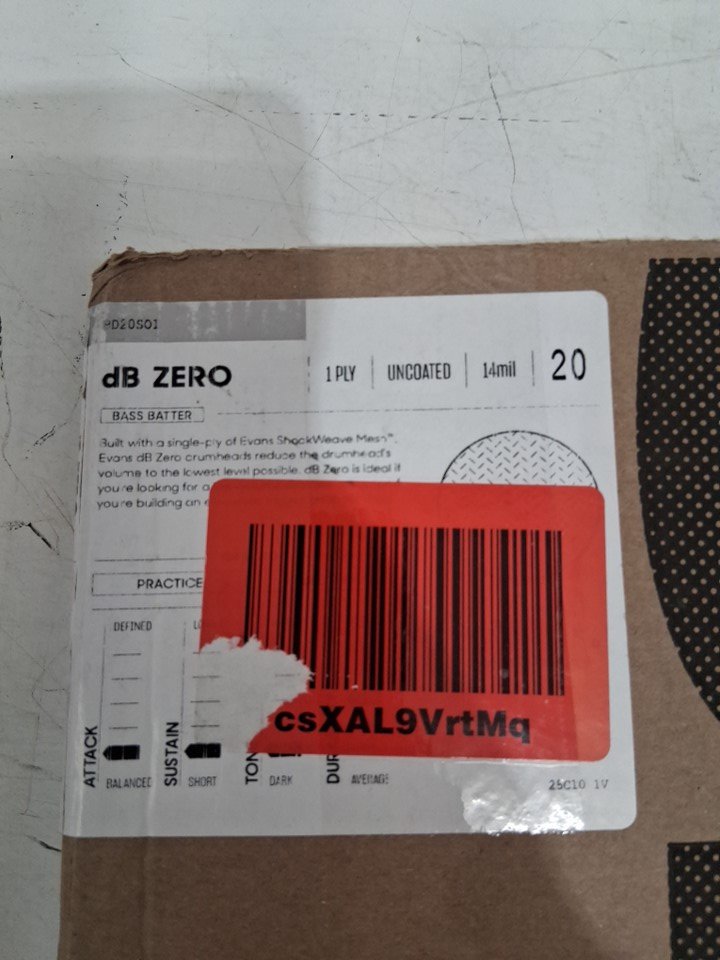 BD20SO1
dB ZERO
1 PLY
UNCOATED
14mil
20
BASS BATTER
Built with a single-ply of Evans ShockWeave Mesh™,
Evans dB Zero drumheads reduce the drumhead's
volume to the lowest level possible. dB Zero is ideal if
you're looking for a
you're building an
PRACTICE
DEFINED
ATTACK
BALANCED
SUSTAIN
SHORT
DARK
AVERAGE
csXAL9VrtMq
25C10 1V